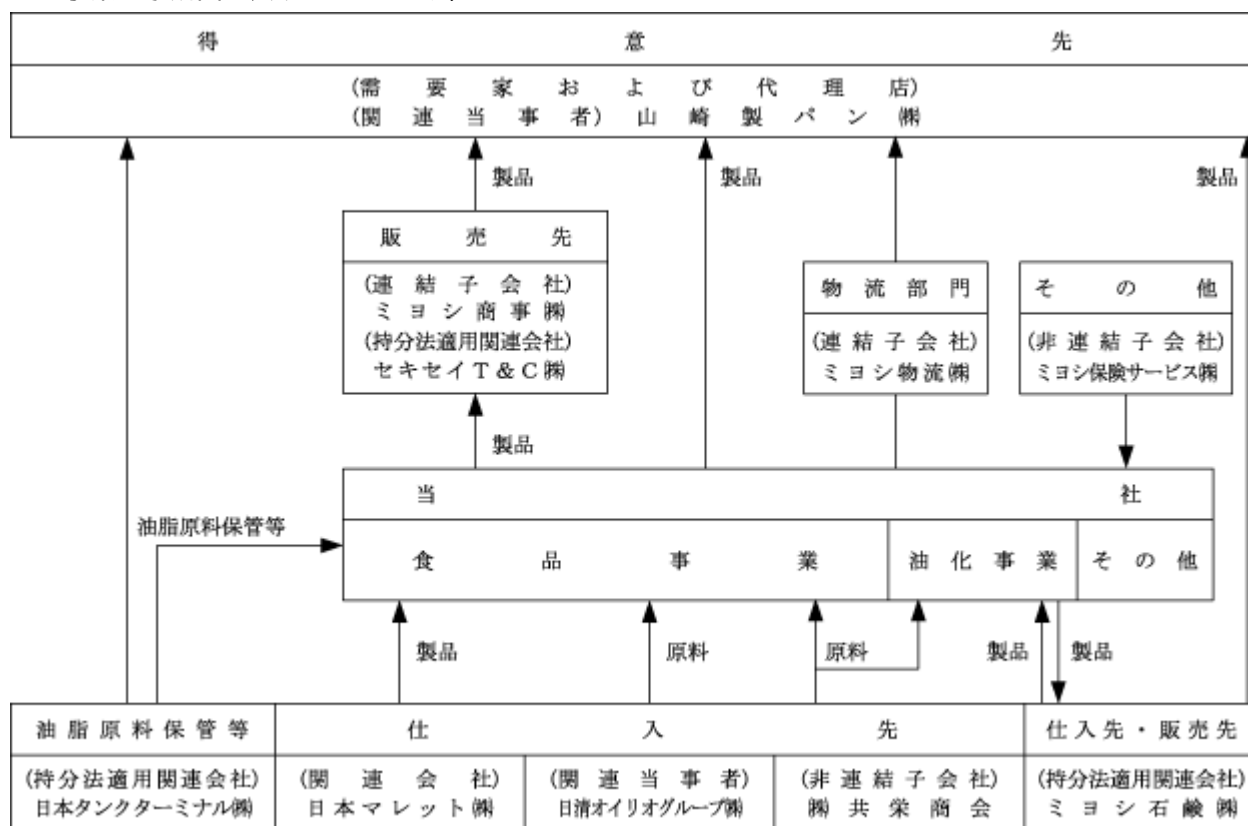 得意先
(需要家および代理店)
(関連当事者)山崎製パン㈱
製品
製品
製品
販売先
(連結子会社)
ミヨシ商事㈱
(持分法適用関連会社)
セキセイT&C㈱
物流部門
(連結子会社)
ミヨシ物流㈱
その他
(非連結子会社)
ミヨシ保険サービス㈱
製品
当社
油脂原料保管等
食品事業
油化事業
その他
製品
原料
原料
製品
製品
油脂原料保管等
仕入先
仕入先・販売先
(持分法適用関連会社)
日本タンクターミナル㈱
(関連会社)
日本マレット㈱
(関連当事者)
日清オイリオグループ㈱
(非連結子会社)
㈱共栄商会
(持分法適用関連会社)
ミヨシ石鹸㈱